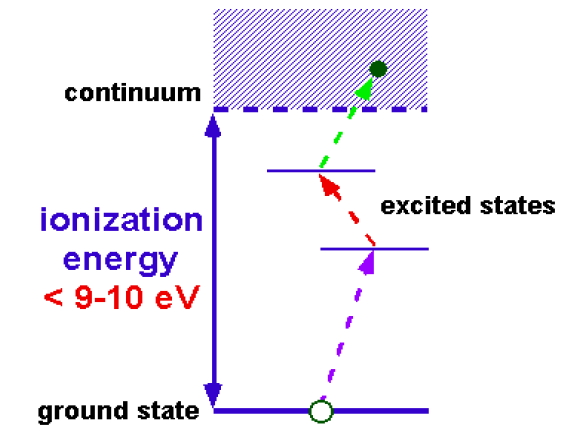 continuum
excited states
ionization
energy
< 9-10 eV
ground state